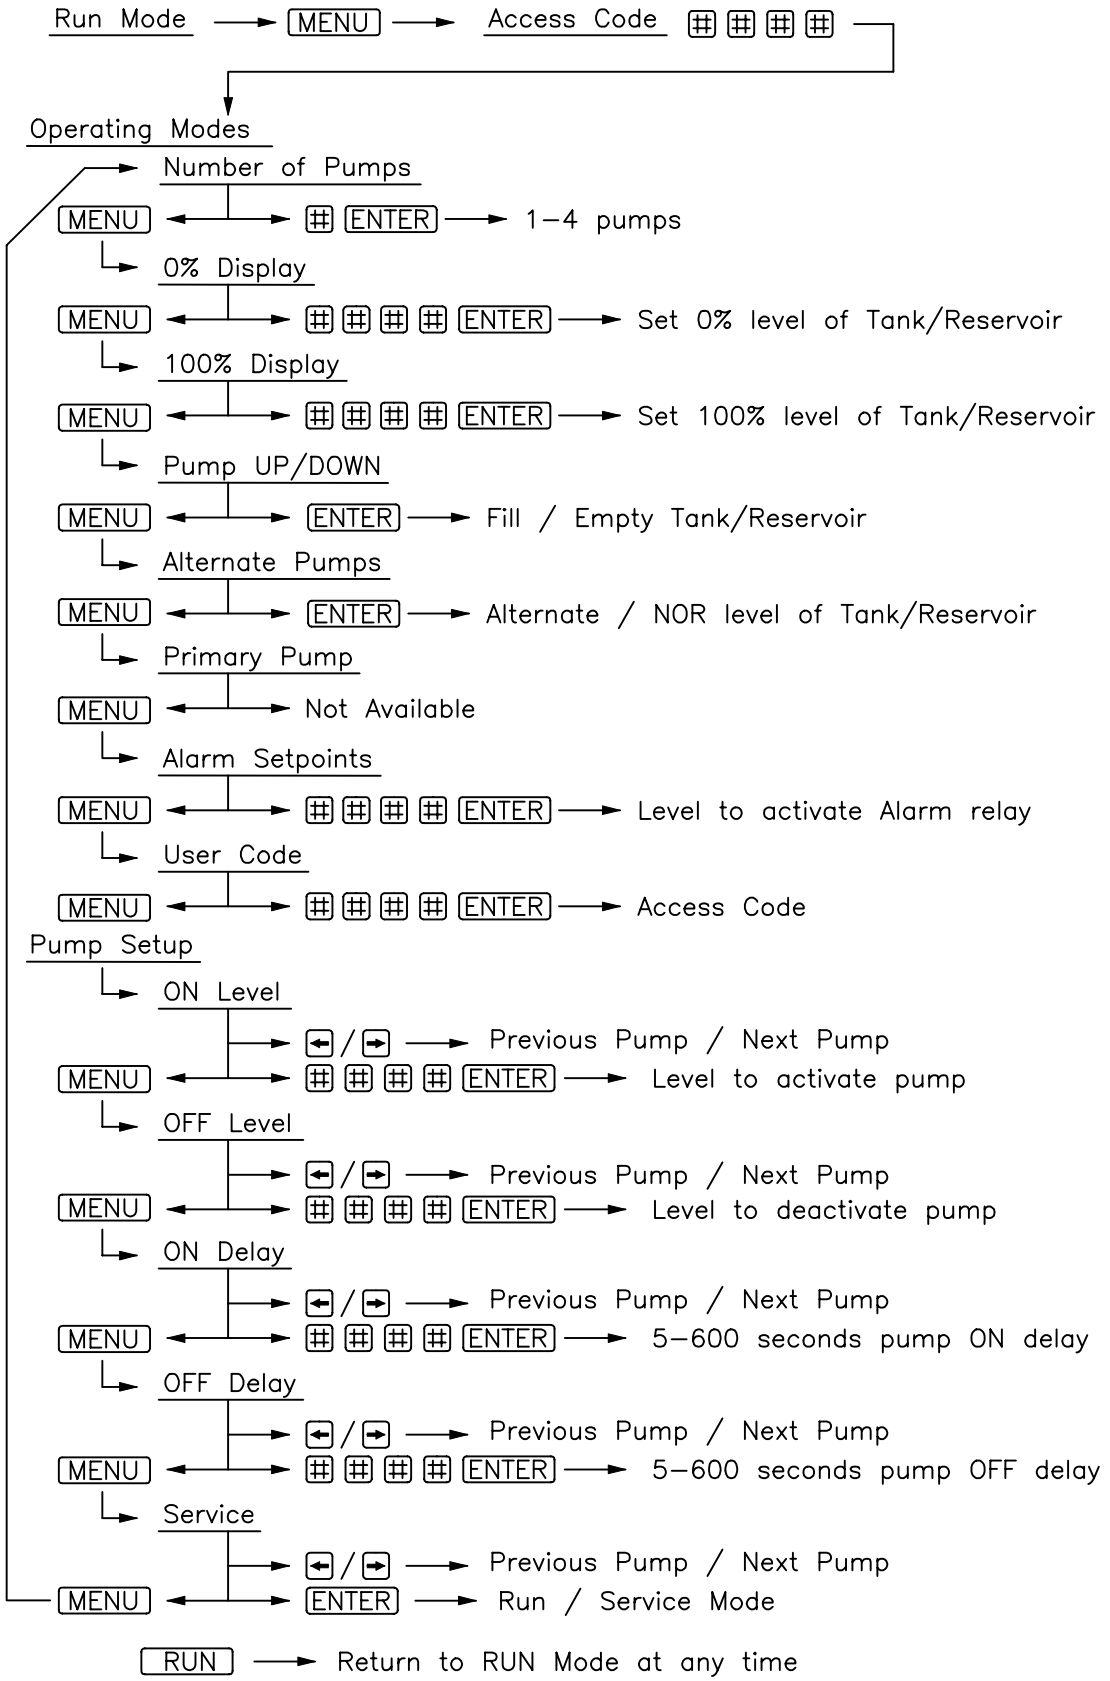 Run Mode MENU Access Code # # # #
Operating Modes
Number of Pumps
MENU # ENTER 1-4 pumps
0% Display
MENU # # # # ENTER Set 0% level of Tank/Reservoir
100% Display
MENU # # # # ENTER Set 100% level of Tank/Reservoir
Pump UP/DOWN
MENU ENTER Fill / Empty Tank/Reservoir
Alternate Pumps
MENU ENTER Alternate / NOR level of Tank/Reservoir
Primary Pump
MENU Not Available
Alarm Setpoints
MENU # # # # ENTER Level to activate Alarm relay
User Code
MENU # # # # ENTER Access Code
Pump Setup
ON Level
← / → Previous Pump / Next Pump
MENU # # # # ENTER Level to activate pump
OFF Level
← / → Previous Pump / Next Pump
MENU # # # # ENTER Level to deactivate pump
ON Delay
← / → Previous Pump / Next Pump
MENU # # # # ENTER 5-600 seconds pump ON delay
OFF Delay
← / → Previous Pump / Next Pump
MENU # # # # ENTER 5-600 seconds pump OFF delay
Service
← / → Previous Pump / Next Pump
MENU ENTER Run / Service Mode
RUN Return to RUN Mode at any time